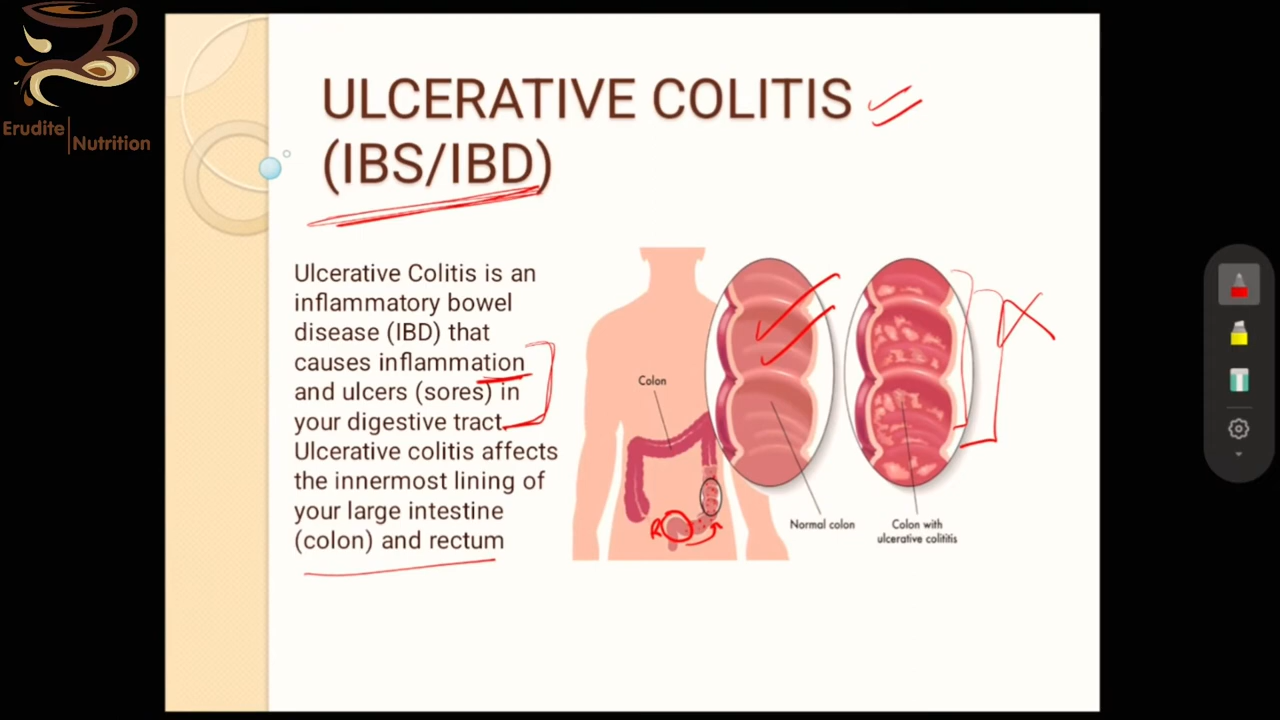 Erudite
Nutrition
ULCERATIVE COLITIS
(IBS/IBD)
Ulcerative Colitis is an
inflammatory bowel
disease (IBD) that
causes inflammation
and ulcers (sores) in
your digestive tract.
Ulcerative colitis affects
the innermost lining of
your large intestine
(colon) and rectum
Colon
R
Normal colon
Colon with
ulcerative colititis